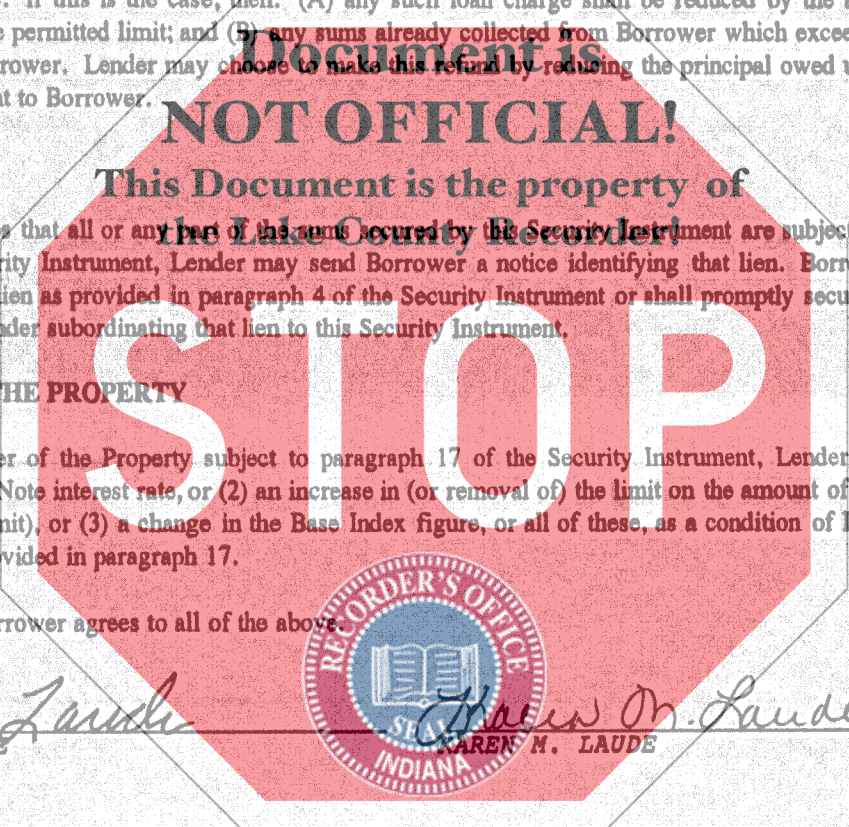 If this is the case, then: (A) any such loan charge shall be reduced by the
permitted limit; and (B) any sums already collected from Borrower which excee
rower. Lender may choose to make this refund by reducing the principal owed u
nt to Borrower.
Document is
NOT OFFICIAL!
This Document is the property of
the Lake County Recorder!
s that all or any part of the sums secured by this Security Instrument are subjec
rity Instrument, Lender may send Borrower a notice identifying that lien. Borr
lien as provided in paragraph 4 of the Security Instrument or shall promptly secu
nder subordinating that lien to this Security Instrument.
STOP
THE PROPERTY
er of the Property subject to paragraph 17 of the Security Instrument, Lender
Note interest rate, or (2) an increase in (or removal of) the limit on the amount of
mit), or (3) a change in the Base Index figure, or all of these, as a condition of
ovided in paragraph 17.
rrower agrees to all of the above.
RECORDER'S OFFICE
SEAL
INDIANA
Laude
Karen M. Laude
KAREN M. LAUDE